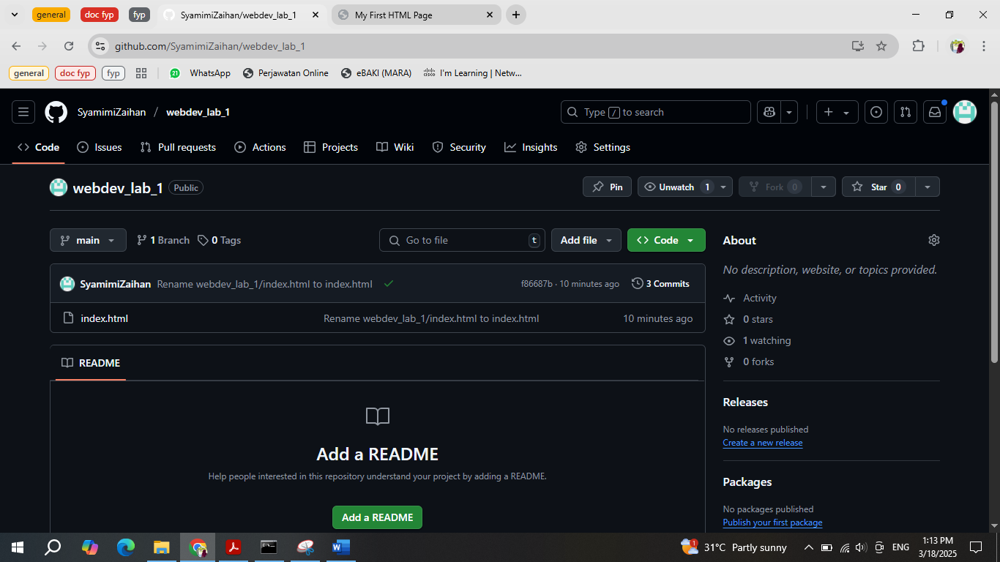 general doc fyp fyp SyamimiZaihan/webdev_lab_1 My First HTML Page
github.com/SyamimiZaihan/webdev_lab_1
general doc fyp fyp 21 WhatsApp Perjawatan Online eBAKI (MARA) cisco I'm Learning | Netw...
SyamimiZaihan / webdev_lab_1 Type / to search
Code Issues Pull requests Actions Projects Wiki Security Insights Settings
webdev_lab_1 Public Pin Unwatch 1 Fork 0 Star 0
main 1 Branch 0 Tags Go to file t Add file Code About
No description, website, or topics provided.
SyamimiZaihan Rename webdev_lab_1/index.html to index.html f86687b · 10 minutes ago 3 Commits
Activity
index.html Rename webdev_lab_1/index.html to index.html 10 minutes ago
0 stars
1 watching
0 forks
README
Releases
No releases published
Create a new release
Add a README
Help people interested in this repository understand your project by adding a README.
Packages
No packages published
Add a README
Publish your first package
1 31°C Partly sunny ENG 1:13 PM
3/18/2025